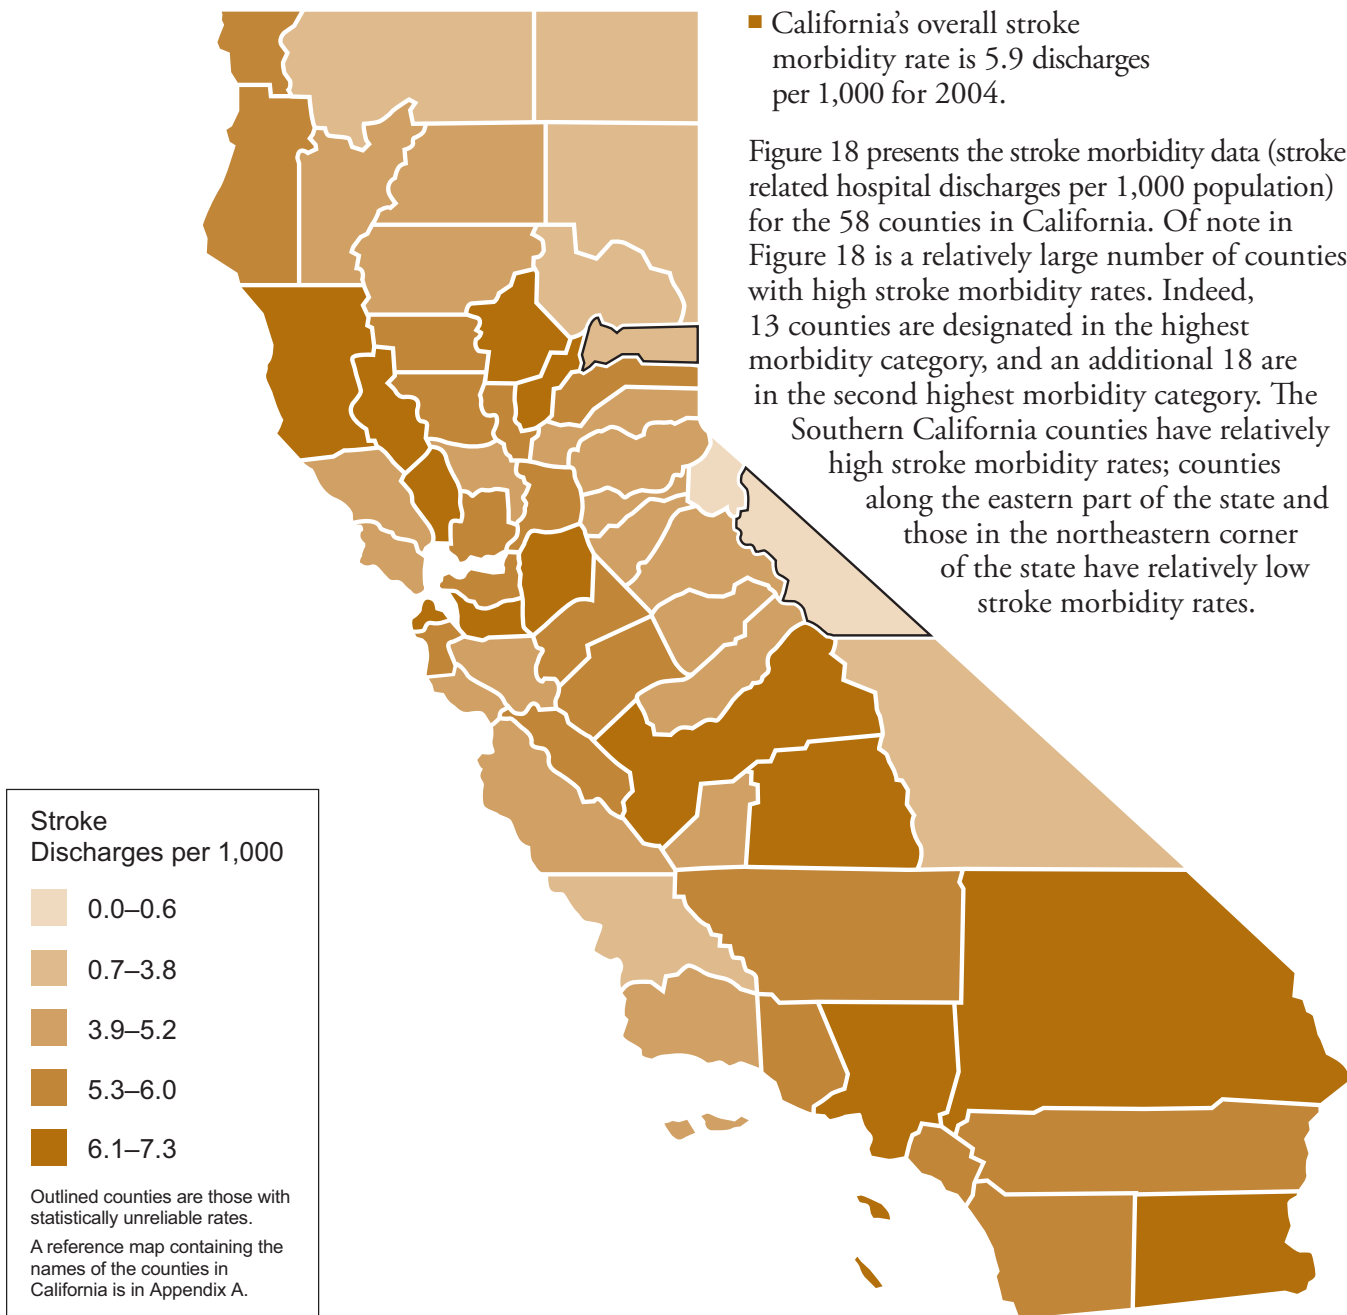 ■ California’s overall stroke
morbidity rate is 5.9 discharges
per 1,000 for 2004.
Figure 18 presents the stroke morbidity data (stroke
related hospital discharges per 1,000 population)
for the 58 counties in California. Of note in
Figure 18 is a relatively large number of counties
with high stroke morbidity rates. Indeed,
13 counties are designated in the highest
morbidity category, and an additional 18 are
in the second highest morbidity category. The
Southern California counties have relatively
high stroke morbidity rates; counties
along the eastern part of the state and
those in the northeastern corner
of the state have relatively low
stroke morbidity rates.
Stroke
Discharges per 1,000
0.0–0.6
0.7–3.8
3.9–5.2
5.3–6.0
6.1–7.3
Outlined counties are those with
statistically unreliable rates.
A reference map containing the
names of the counties in
California is in Appendix A.